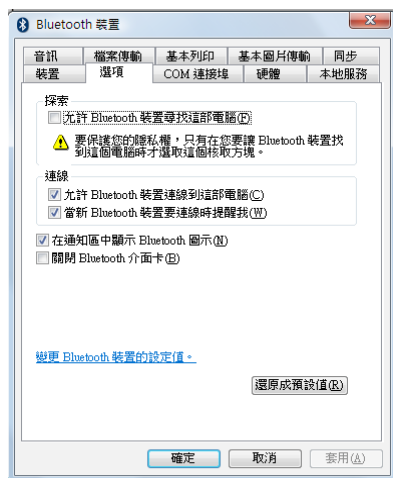 Bluetooth 裝置
音訊 檔案傳輸 基本列印 基本圖片傳輸 同步
裝置 選項 COM 連接埠 硬體 本地服務
探索
允許 Bluetooth 裝置尋找這部電腦(F)
要保護您的隱私權，只有在您要讓 Bluetooth 裝置找
到這個電腦時才選取這個核取方塊。
連線
允許 Bluetooth 裝置連線到這部電腦(C)
當新 Bluetooth 裝置要連線時提醒我(W)
在通知區中顯示 Bluetooth 圖示(N)
關閉 Bluetooth 介面卡(B)
變更 Bluetooth 裝置的設定值。
還原成預設值(R)
確定 取消 套用(A)